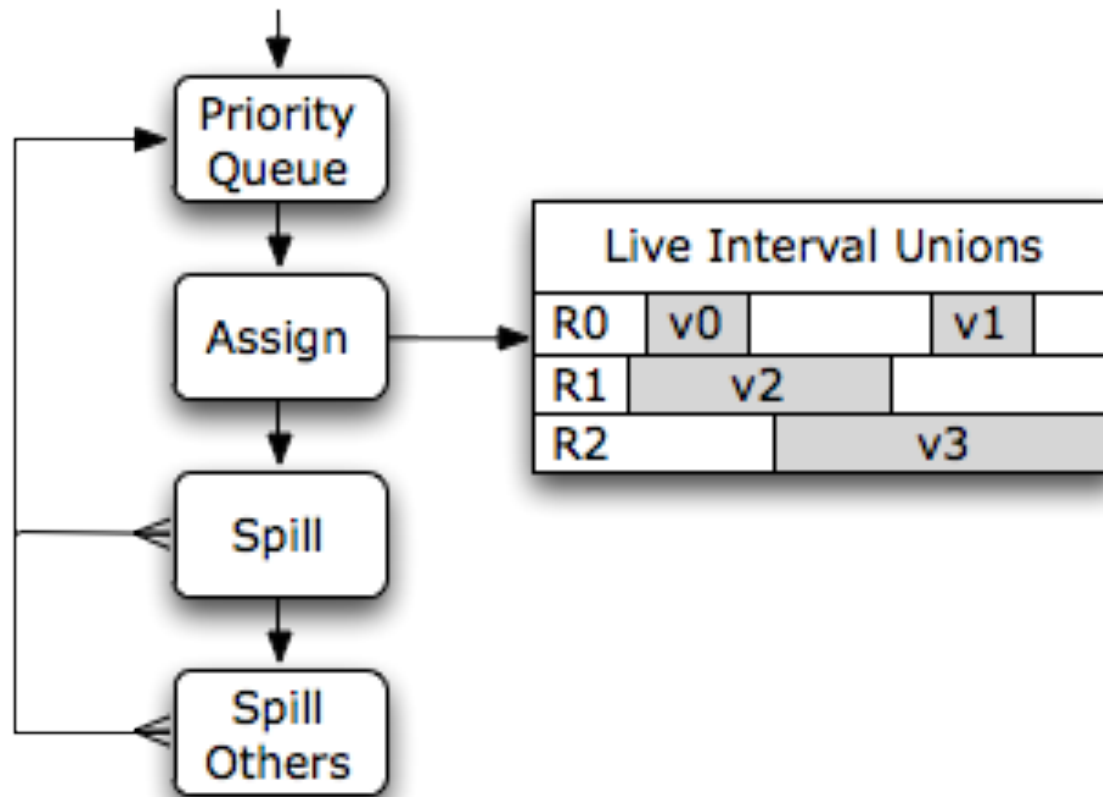 Priority
Queue
Assign
Spill
Spill
Others
Live Interval Unions
R0 v0 v1
R1 v2
R2 v3